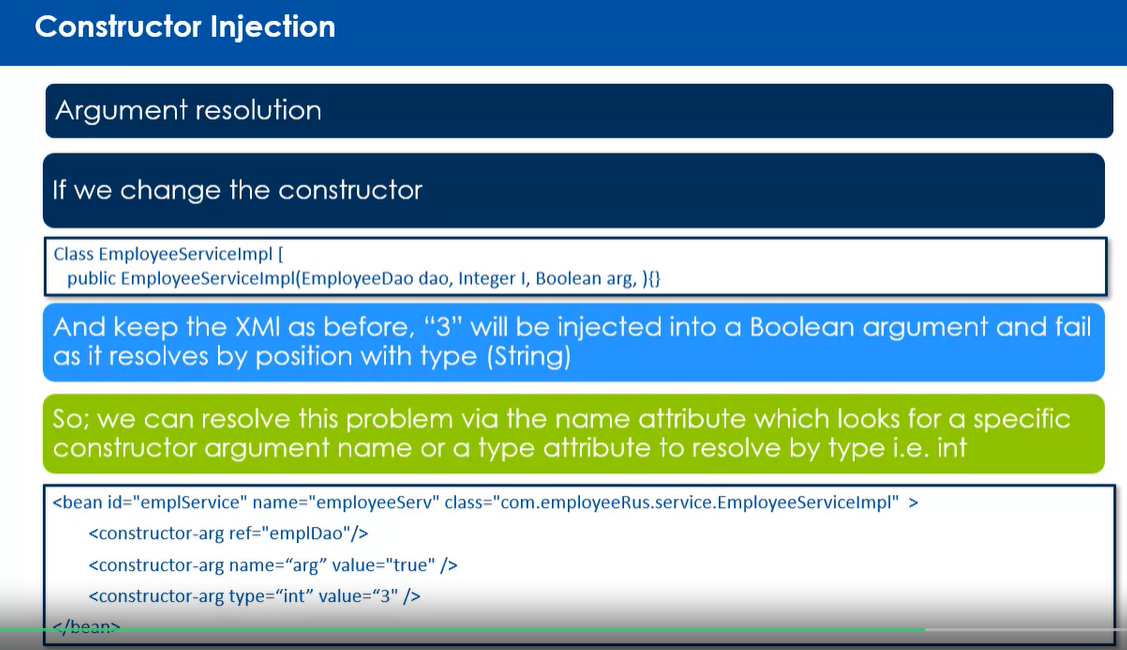 Constructor Injection
Argument resolution
If we change the constructor
Class EmployeeServiceImpl [
public EmployeeServiceImpl(EmployeeDao dao, Integer I, Boolean arg, ){}
And keep the XMl as before, “3” will be injected into a Boolean argument and fail
as it resolves by position with type (String)
So; we can resolve this problem via the name attribute which looks for a specific
constructor argument name or a type attribute to resolve by type i.e. int
<bean id="emplService" name="employeeServ" class="com.employeeRus.service.EmployeeServiceImpl" >
<constructor-arg ref="emplDao"/>
<constructor-arg name=“arg” value="true" />
<constructor-arg type=“int” value=“3" />
</bean>